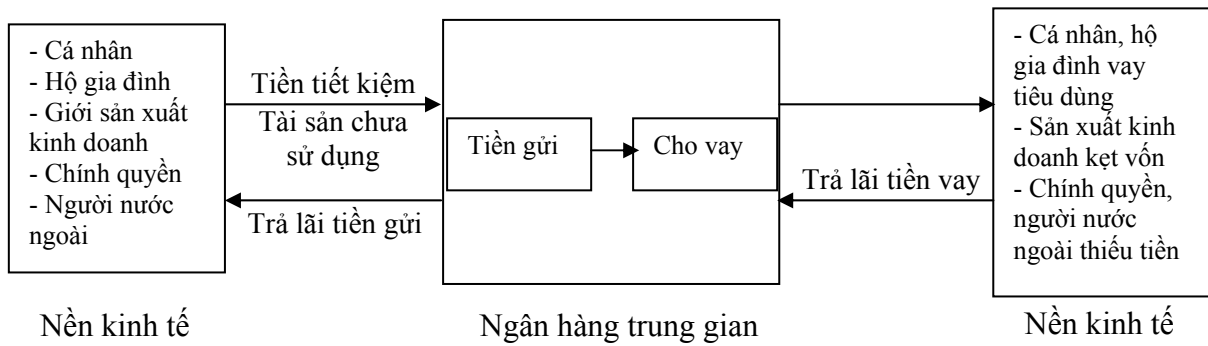 - Cá nhân
- Hộ gia đình
- Giới sản xuất
kinh doanh
- Chính quyền
- Người nước
ngoài
Tiền tiết kiệm
Tài sản chưa
sử dụng
Trả lãi tiền gửi
Tiền gửi
Cho vay
Trả lãi tiền vay
- Cá nhân, hộ
gia đình vay
tiêu dùng
- Sản xuất kinh
doanh kẹt vốn
- Chính quyền,
người nước
ngoài thiếu tiền
Nền kinh tế
Ngân hàng trung gian
Nền kinh tế